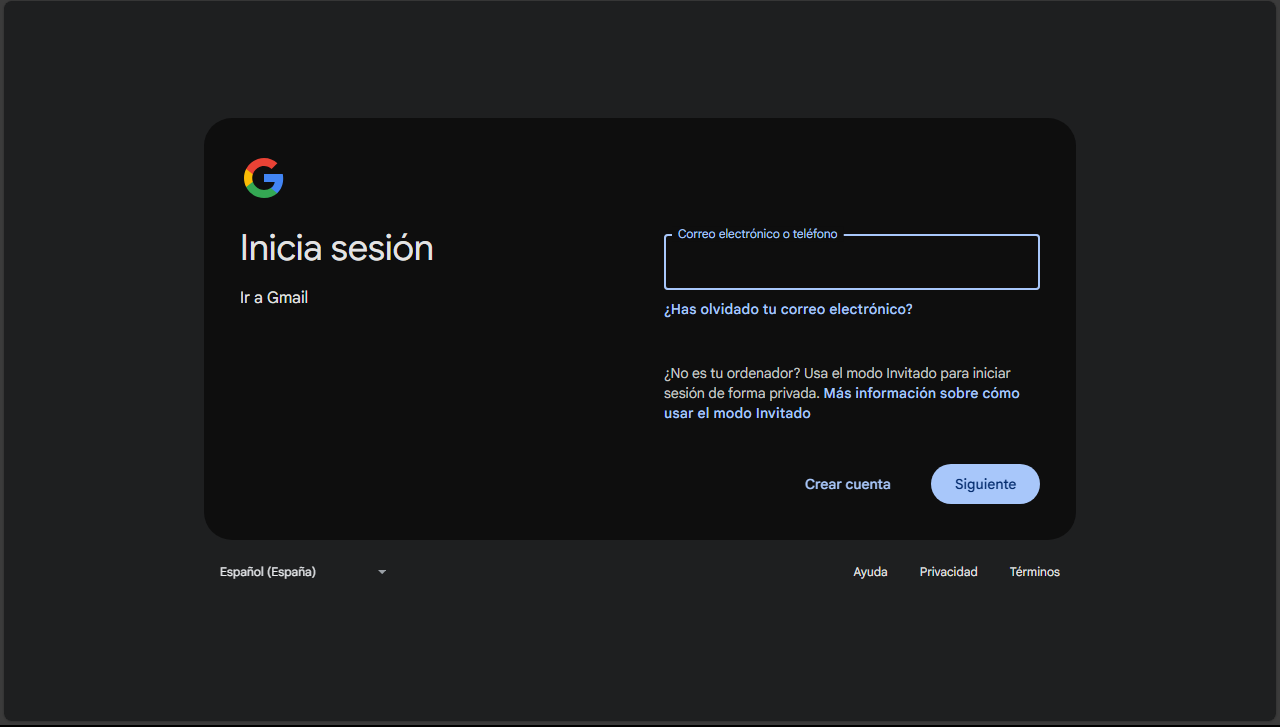 Inicia sesión
Ir a Gmail
Correo electrónico o teléfono
¿Has olvidado tu correo electrónico?
¿No es tu ordenador? Usa el modo Invitado para iniciar
sesión de forma privada. Más información sobre cómo
usar el modo Invitado
Crear cuenta
Siguiente
Español (España)
Ayuda
Privacidad
Términos